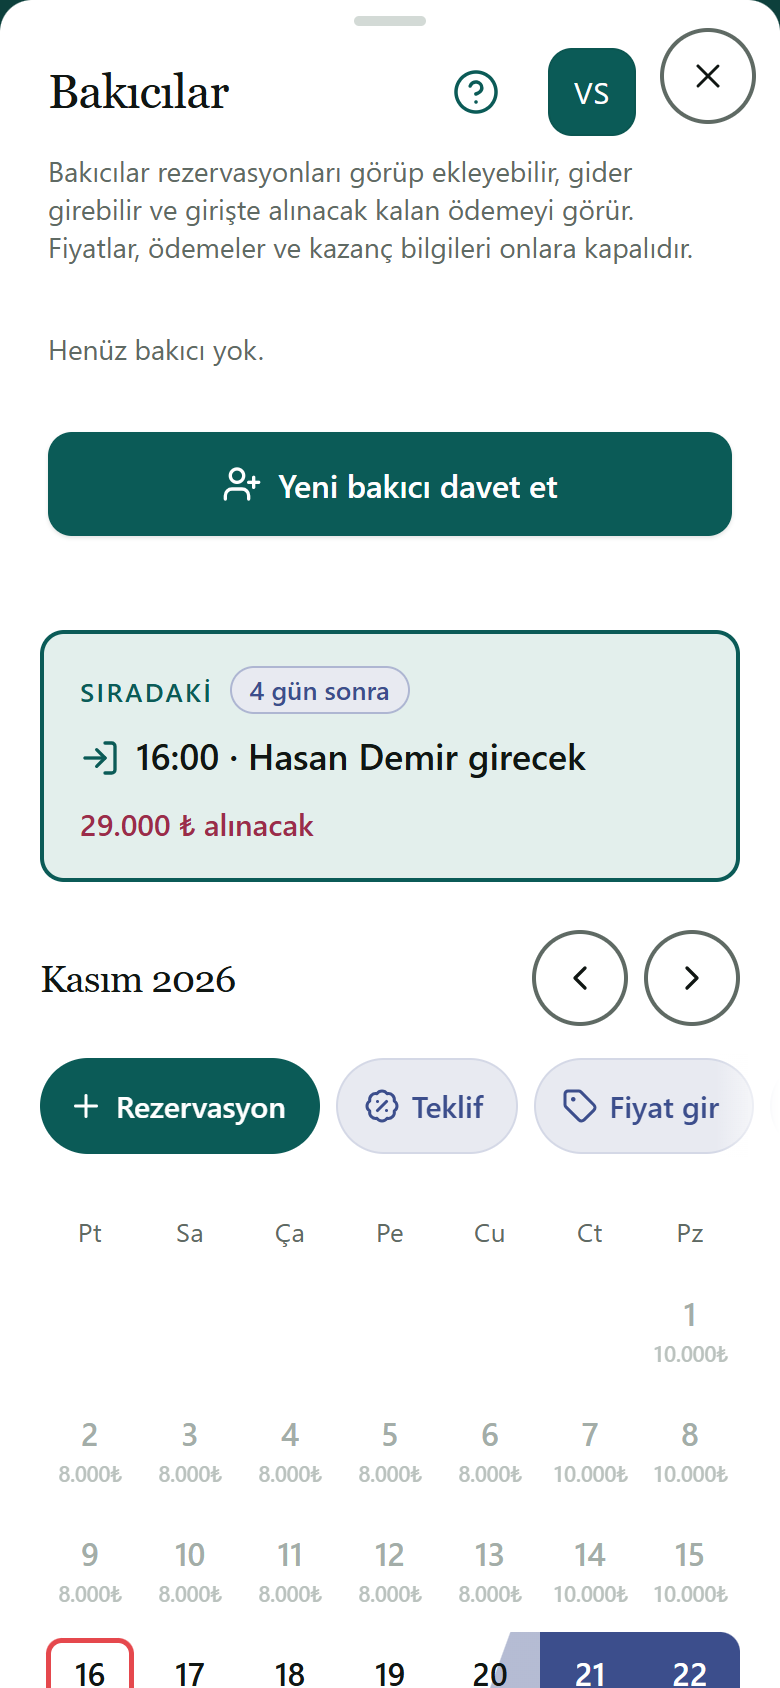 Bakıcılar
VS
Bakıcılar rezervasyonları görüp ekleyebilir, gider
girebilir ve girişte alınacak kalan ödemeyi görür.
Fiyatlar, ödemeler ve kazanç bilgileri onlara kapalıdır.
Henüz bakıcı yok.
Yeni bakıcı davet et
SIRADAKİ 4 gün sonra
16:00 · Hasan Demir girecek
29.000 ₺ alınacak
Kasım 2026
Rezervasyon Teklif Fiyat gir
Pt Sa Ça Pe Cu Ct Pz
1
10.000₺
2 3 4 5 6 7 8
8.000₺ 8.000₺ 8.000₺ 8.000₺ 8.000₺ 10.000₺ 10.000₺
9 10 11 12 13 14 15
8.000₺ 8.000₺ 8.000₺ 8.000₺ 8.000₺ 10.000₺ 10.000₺
16 17 18 19 20 21 22